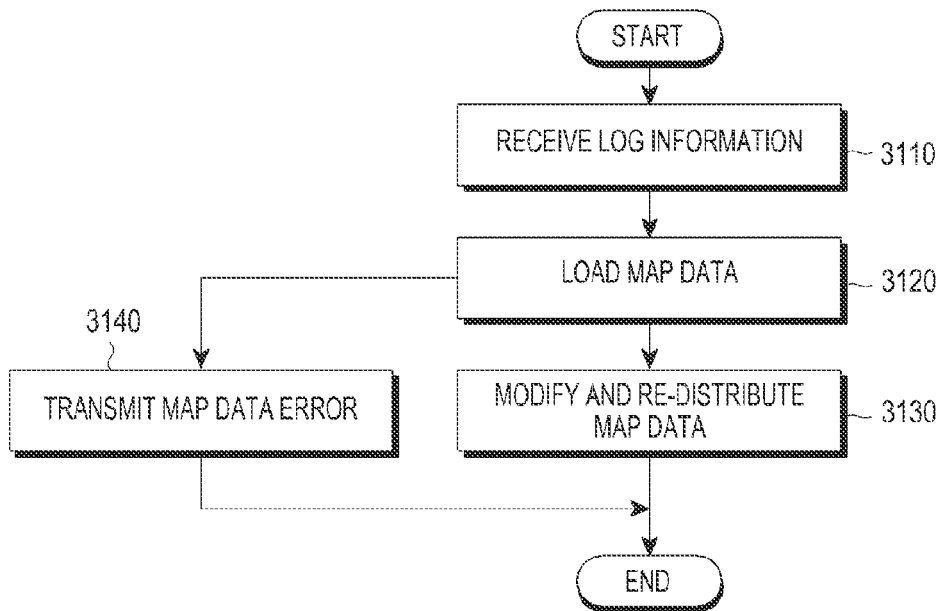 START
RECEIVE LOG INFORMATION
3110
LOAD MAP DATA
3120
3140
TRANSMIT MAP DATA ERROR
MODIFY AND RE-DISTRIBUTE
MAP DATA
3130
END